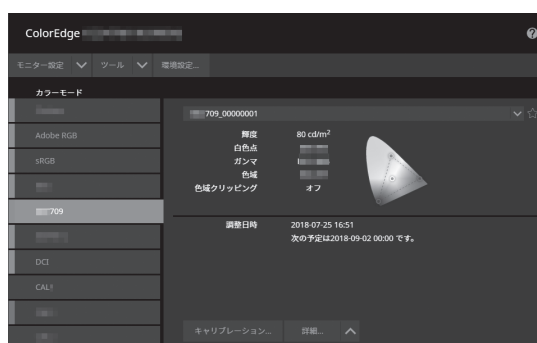 ColorEdge
モニター設定 ツール 環境設定...
カラーモード
709_00000001
Adobe RGB
sRGB
709
DCI
CAL1
輝度 80 cd/m²
白色点
ガンマ
色域
色域クリッピング オフ
調整日時 2018-07-25 16:51
次の予定は2018-09-02 00:00 です。
キャリブレーション... 詳細...